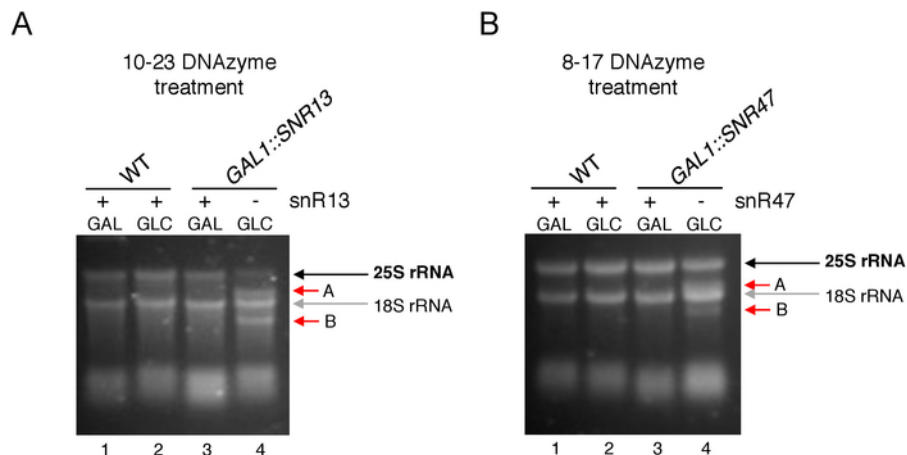 A
10-23 DNAzyme
treatment
WT
GAL1::SNR13
+ + + - snR13
GAL GLC GAL GLC
25S rRNA
A
18S rRNA
B
1 2 3 4
B
8-17 DNAzyme
treatment
WT
GAL1::SNR47
+ + + - snR47
GAL GLC GAL GLC
25S rRNA
A
18S rRNA
B
1 2 3 4